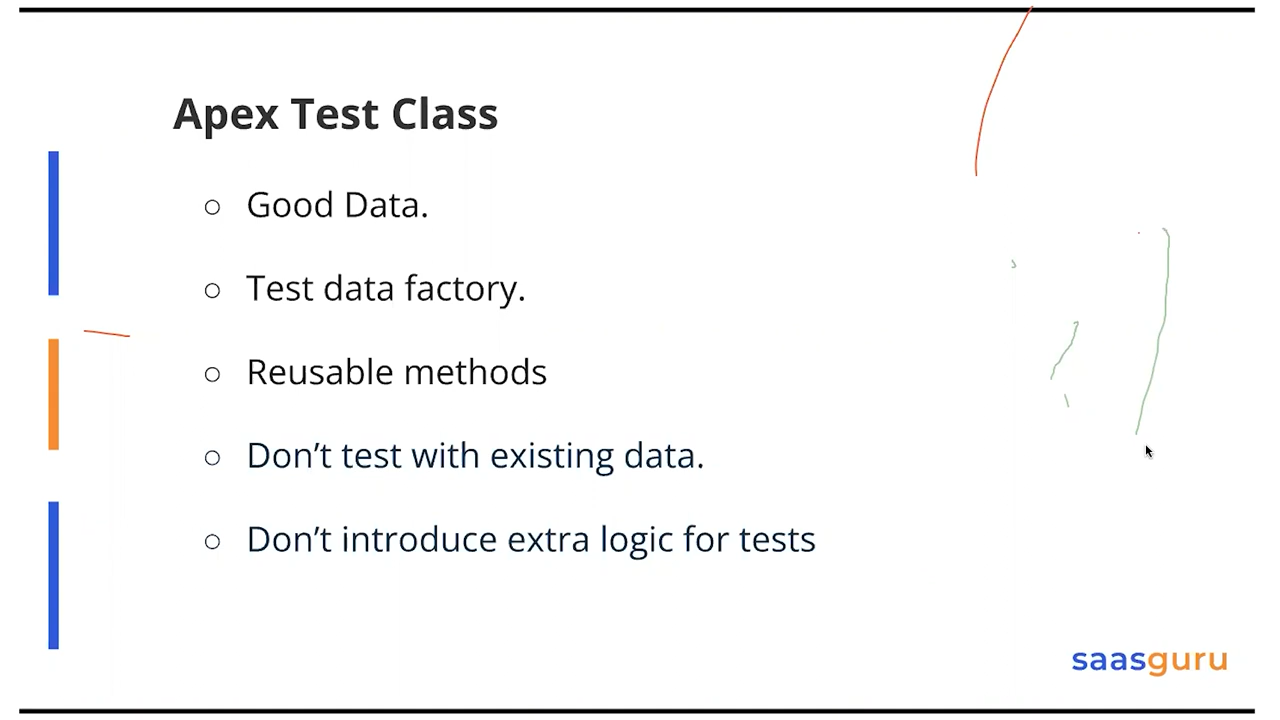 Apex Test Class
○ Good Data.
○ Test data factory.
○ Reusable methods
○ Don’t test with existing data.
○ Don’t introduce extra logic for tests
saasguru